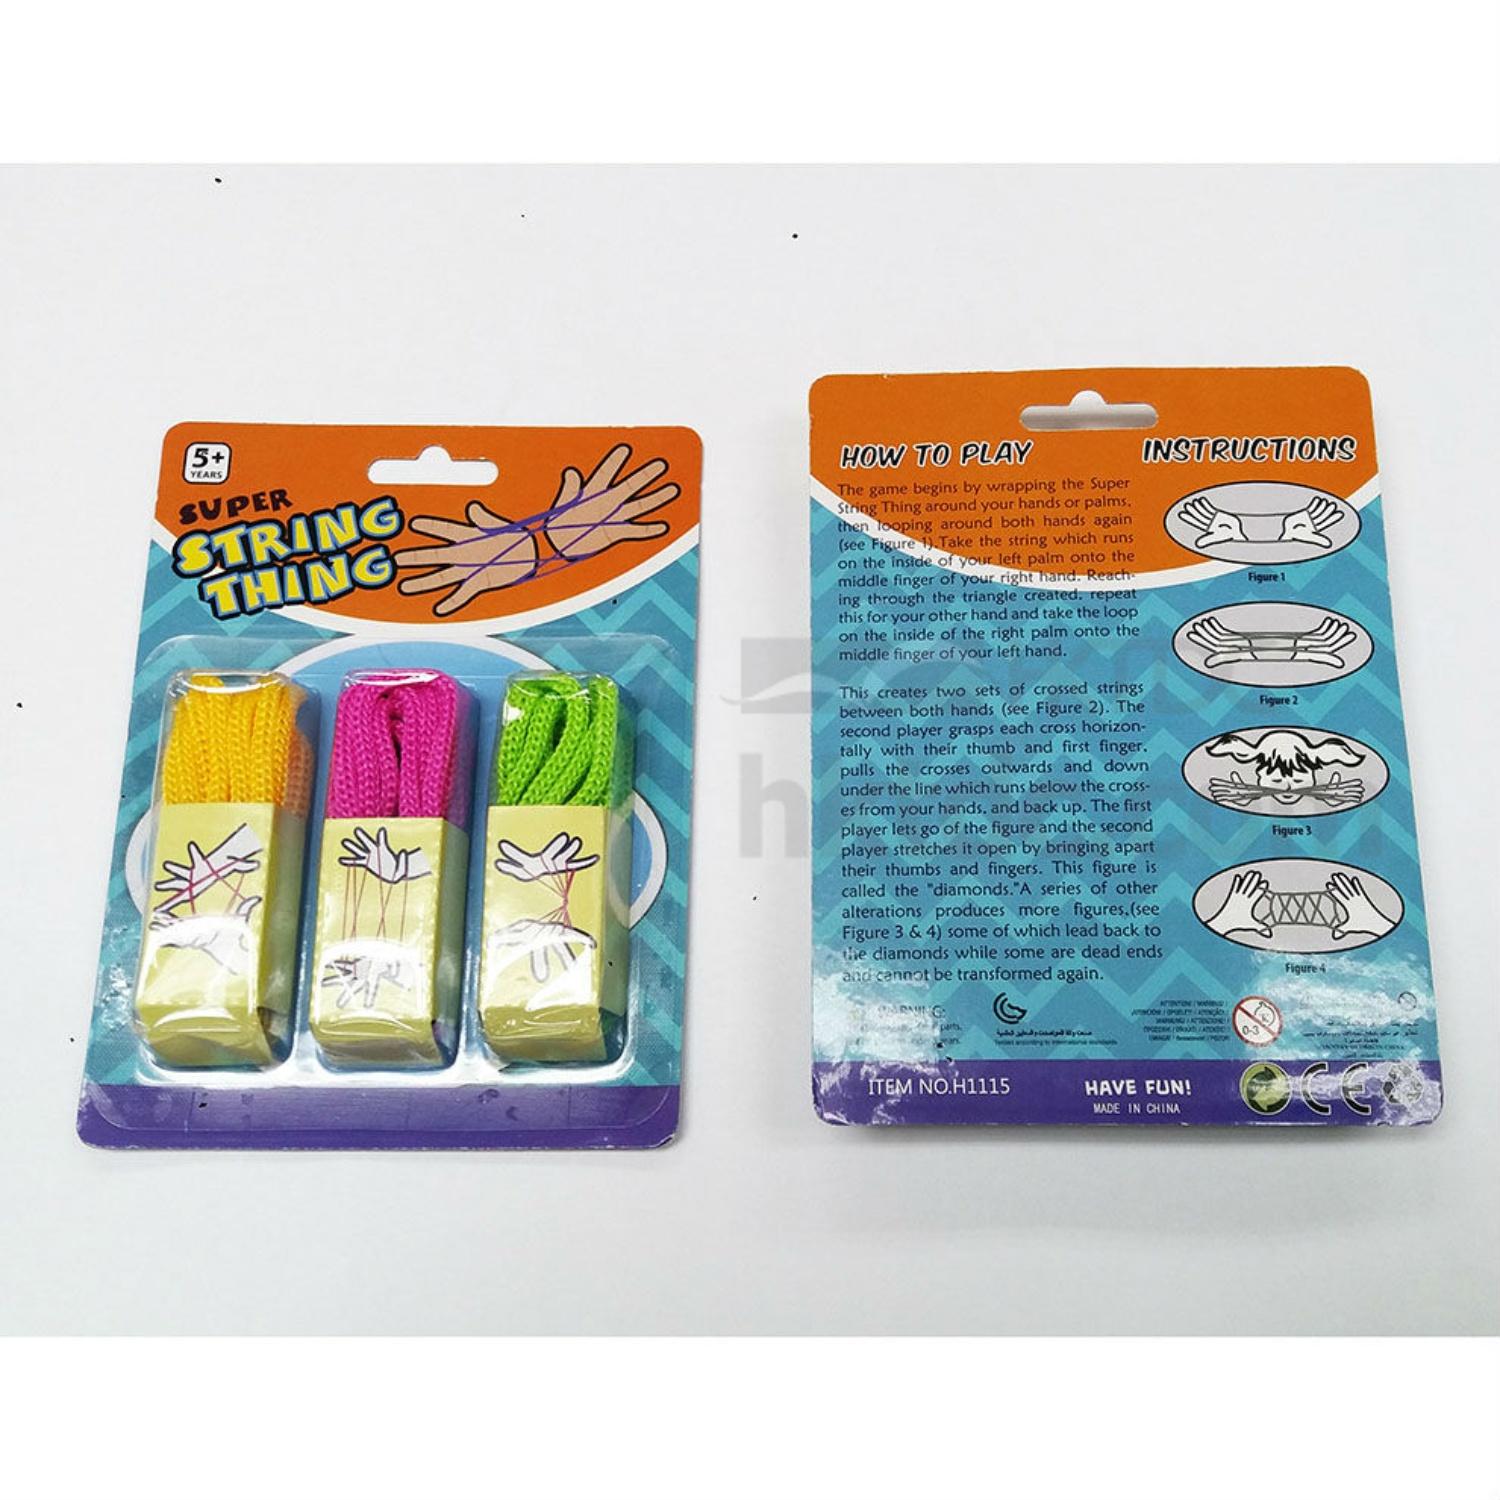 5+
YEARS
SUPER
STRING
THING
HOW TO PLAY
INSTRUCTIONS
The game begins by wrapping the Super
String Thing around your hands or palms,
then looping around both hands again
(see Figure 1).Take the string which runs
on the inside of your left palm onto the
middle finger of your right hand. Reach-
ing through the triangle created, repeat
this for your other hand and take the loop
on the inside of the right palm onto the
middle finger of your left hand.
This creates two sets of crossed strings
between both hands (see Figure 2). The
second player grasps each cross horizon-
tally with their thumb and first finger,
pulls the crosses outwards and down
under the line which runs below the cross-
es from your hands, and back up. The first
player lets go of the figure and the second
player stretches it open by bringing apart
their thumbs and fingers. This figure is
called the "diamonds."A series of other
alterations produces more figures,(see
Figure 3 & 4) some of which lead back to
the diamonds while some are dead ends
and cannot be transformed again.
Figure 1
Figure 2
Figure 3
Figure 4
WARNING:
parts.
Tested according to international standards
0-3
ITEM NO.H1115
HAVE FUN!
MADE IN CHINA
CE